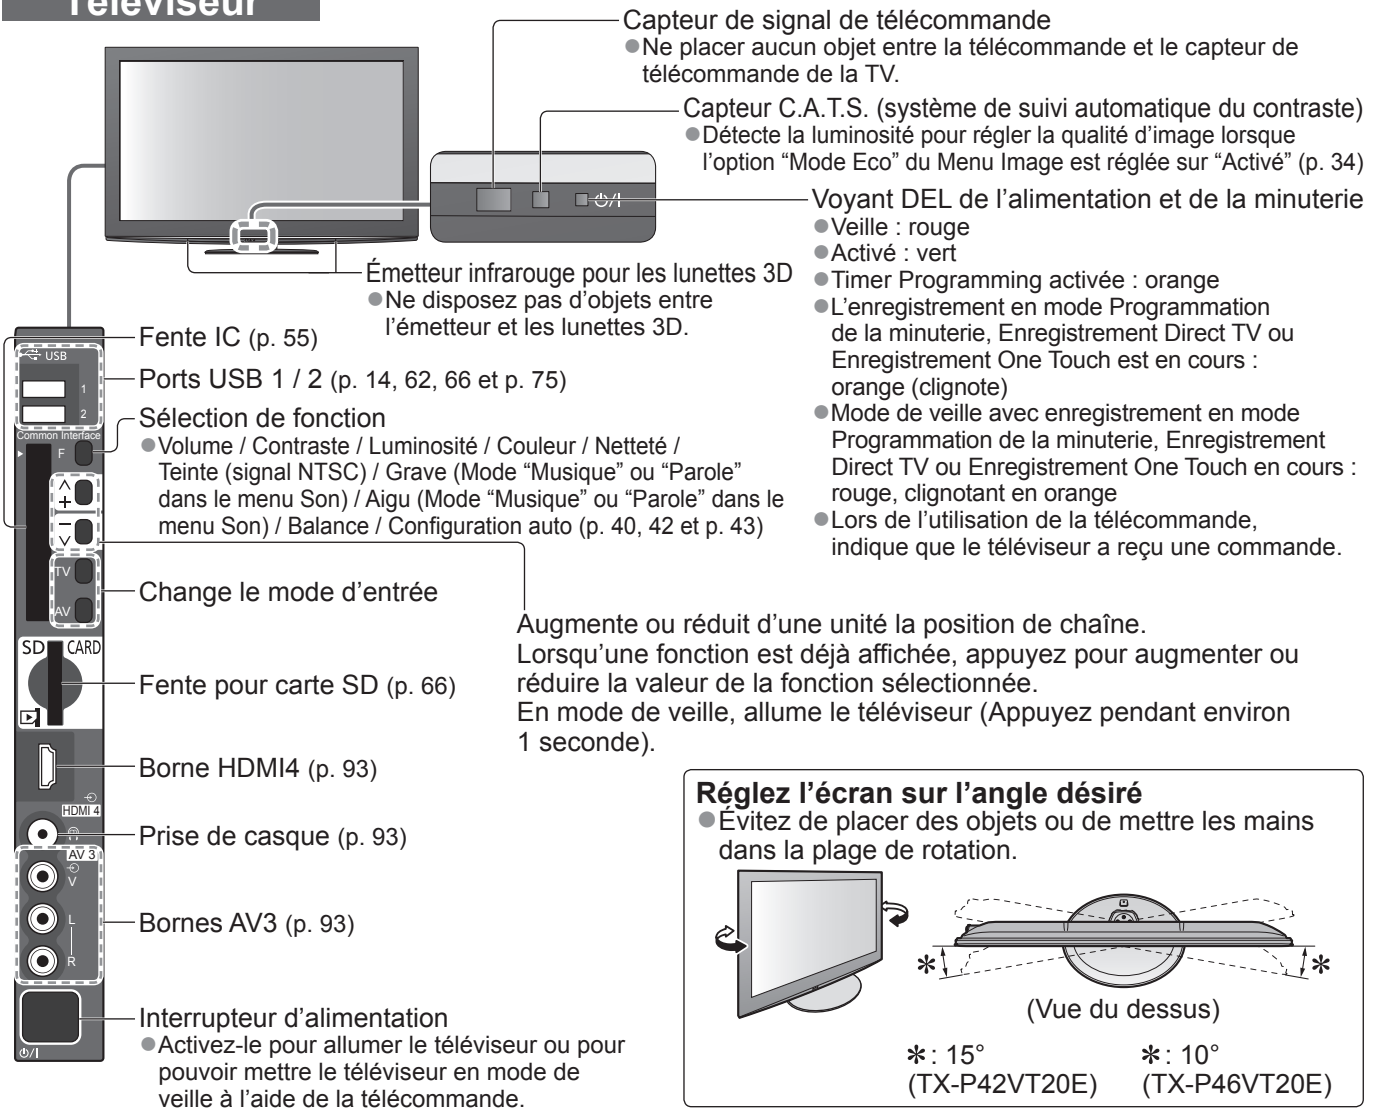 Téléviseur
Capteur de signal de télécommande
●Ne placer aucun objet entre la télécommande et le capteur de
télécommande de la TV.
Capteur C.A.T.S. (système de suivi automatique du contraste)
●Détecte la luminosité pour régler la qualité d’image lorsque
l’option “Mode Eco” du Menu Image est réglée sur “Activé” (p. 34)
Voyant DEL de l’alimentation et de la minuterie
●Veille : rouge
●Activé : vert
●Timer Programming activée : orange
●L’enregistrement en mode Programmation
de la minuterie, Enregistrement Direct TV ou
Enregistrement One Touch est en cours :
orange (clignote)
●Mode de veille avec enregistrement en mode
Programmation de la minuterie, Enregistrement
Direct TV ou Enregistrement One Touch en cours :
rouge, clignotant en orange
●Lors de l’utilisation de la télécommande,
indique que le téléviseur a reçu une commande.
⏻/I
Émetteur infrarouge pour les lunettes 3D
●Ne disposez pas d’objets entre
l’émetteur et les lunettes 3D.
Fente IC (p. 55)
USB
Ports USB 1 / 2 (p. 14, 62, 66 et p. 75)
1
2
Sélection de fonction
●Volume / Contraste / Luminosité / Couleur / Netteté /
Teinte (signal NTSC) / Grave (Mode “Musique” ou “Parole”
dans le menu Son) / Aigu (Mode “Musique” ou “Parole” dans le
menu Son) / Balance / Configuration auto (p. 40, 42 et p. 43)
Common Interface
F
+
−
TV
AV
Change le mode d’entrée
Augmente ou réduit d’une unité la position de chaîne.
Lorsqu’une fonction est déjà affichée, appuyez pour augmenter ou
réduire la valeur de la fonction sélectionnée.
En mode de veille, allume le téléviseur (Appuyez pendant environ
1 seconde).
SD CARD
Fente pour carte SD (p. 66)
Borne HDMI4 (p. 93)
HDMI 4
Prise de casque (p. 93)
AV 3
V
L
R
Bornes AV3 (p. 93)
Interrupteur d’alimentation
●Activez-le pour allumer le téléviseur ou pour
pouvoir mettre le téléviseur en mode de
veille à l’aide de la télécommande.
⏻/I
Réglez l’écran sur l’angle désiré
●Évitez de placer des objets ou de mettre les mains
dans la plage de rotation.
✻ ✻
(Vue du dessus)
✻: 15° ✻: 10°
(TX-P42VT20E) (TX-P46VT20E)